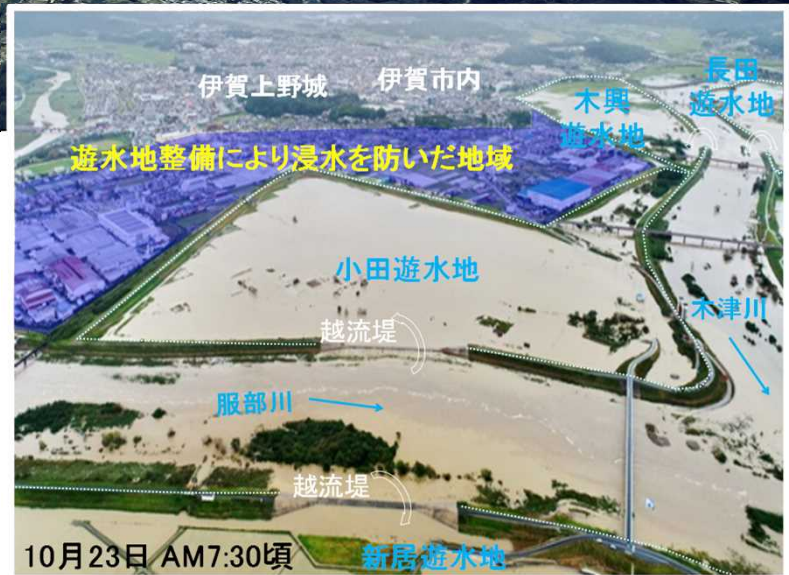 伊賀上野城
伊賀市内
長田
遊水地
木興
遊水地
遊水地整備により浸水を防いだ地域
小田遊水地
木津川
越流堤
服部川
越流堤
10月23日 AM7:30頃
新居遊水地